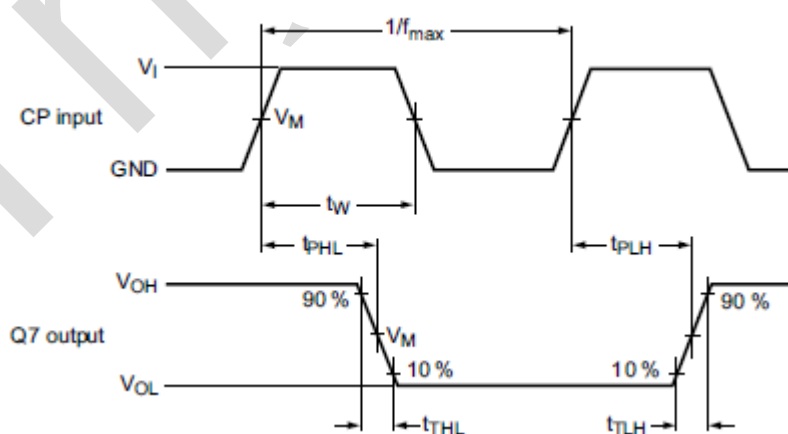 1/fmax
VI
CP input
VM
GND
tW
tPHL
tPLH
VOH
90 %
90 %
Q7 output
VM
10 %
10 %
VOL
tTHL
tTLH